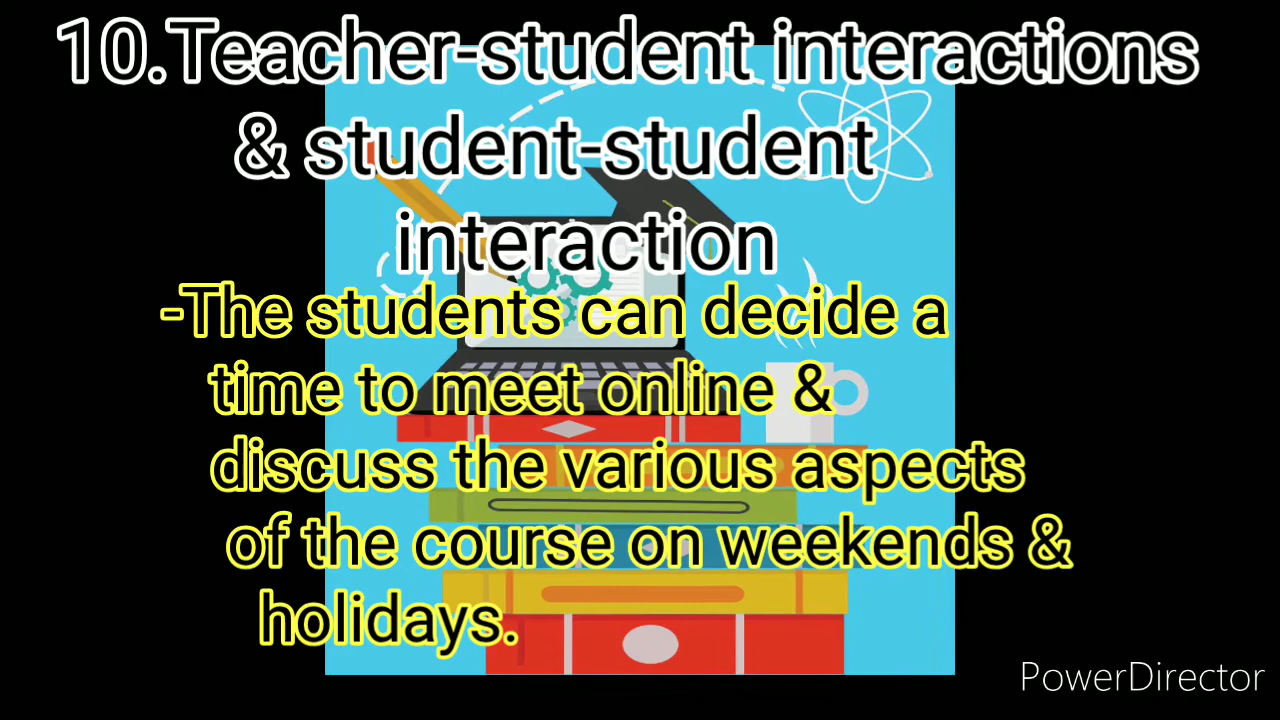 10.Teacher-student interactions
& student-student
interaction
-The students can decide a
time to meet online &
discuss the various aspects
of the course on weekends &
holidays.
PowerDirector